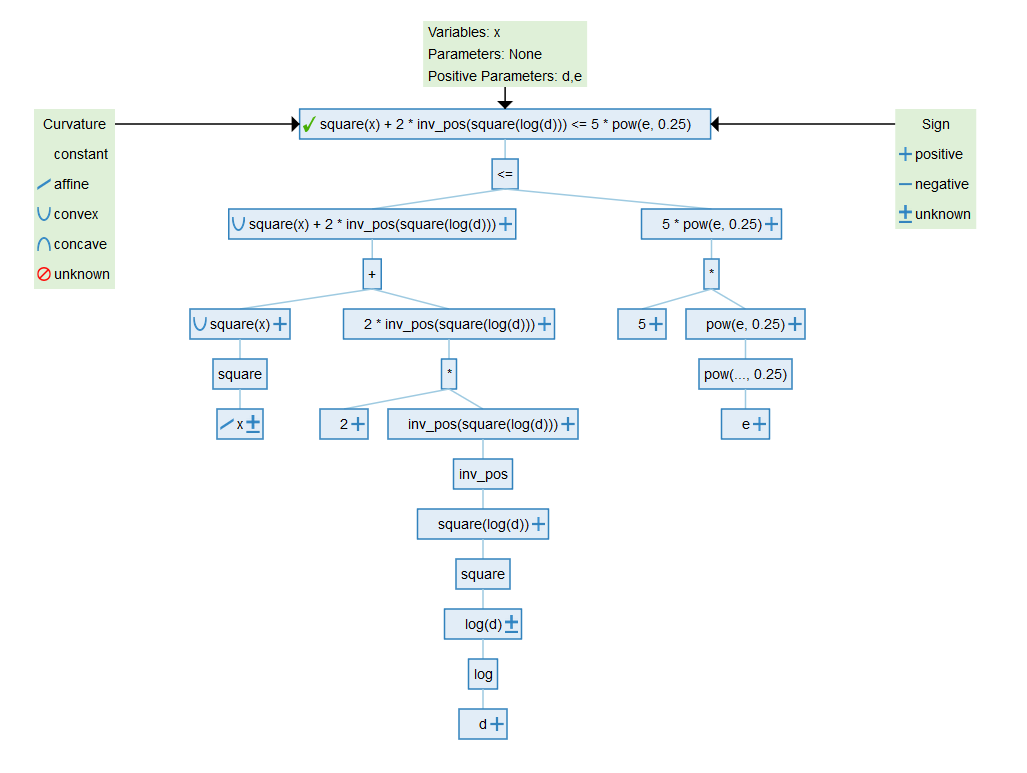 Variables: x
Parameters: None
Positive Parameters: d,e
Curvature
constant
affine
convex
concave
unknown
square(x) + 2 * inv_pos(square(log(d))) <= 5 * pow(e, 0.25)
Sign
positive
negative
unknown
<=
square(x) + 2 * inv_pos(square(log(d)))
5 * pow(e, 0.25)
+
*
square(x)
2 * inv_pos(square(log(d)))
5
pow(e, 0.25)
square
*
pow(..., 0.25)
x
2
inv_pos(square(log(d)))
e
inv_pos
square(log(d))
square
log(d)
log
d